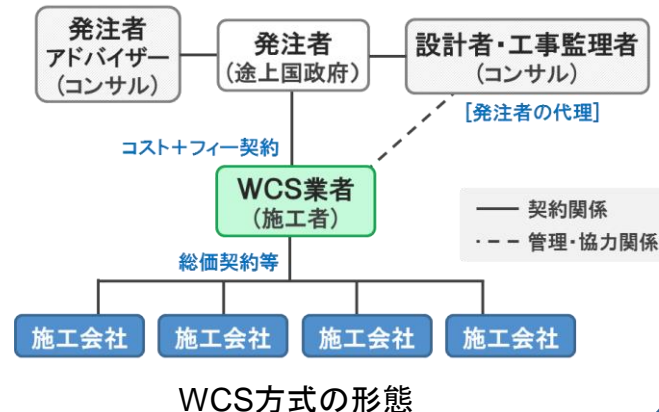 発注者
アドバイザー
(コンサル)
発注者
(途上国政府)
設計者・工事監理者
(コンサル)
[発注者の代理]
コスト＋フィー契約
WCS業者
(施工者)
契約関係
管理・協力関係
総価契約等
施工会社
施工会社
施工会社
施工会社
WCS方式の形態